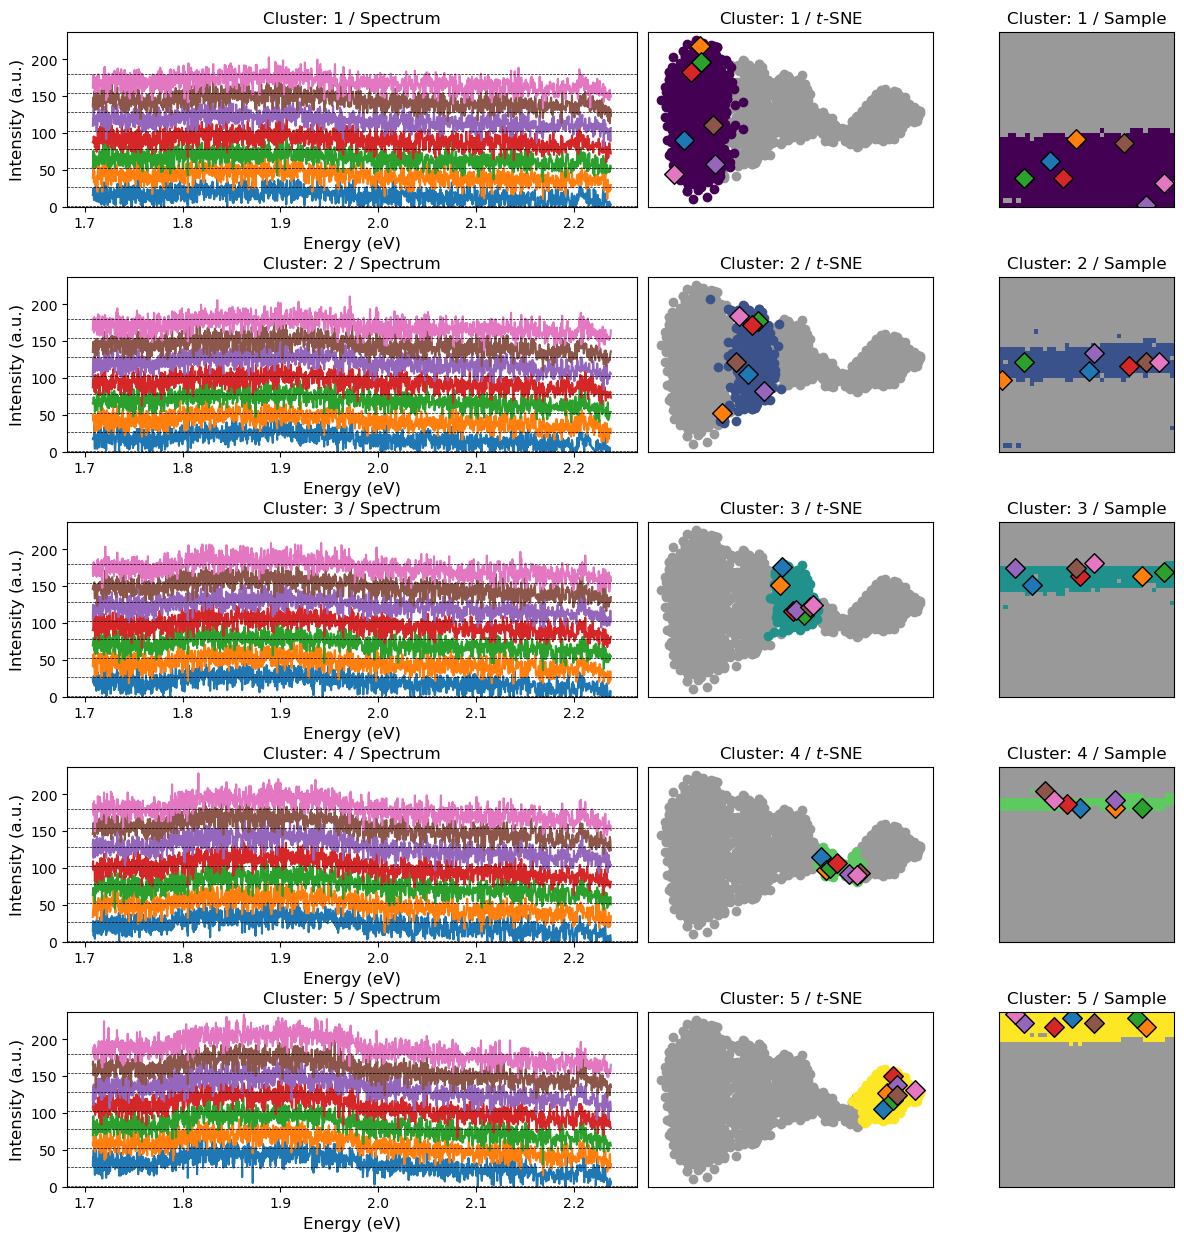 Cluster: 1 / Spectrum
Cluster: 1 / t-SNE
Cluster: 1 / Sample
Intensity (a.u.)
200
150
100
50
0
1.7 1.8 1.9 2.0 2.1 2.2
Energy (eV)
Cluster: 2 / Spectrum
Cluster: 2 / t-SNE
Cluster: 2 / Sample
Intensity (a.u.)
200
150
100
50
0
1.7 1.8 1.9 2.0 2.1 2.2
Energy (eV)
Cluster: 3 / Spectrum
Cluster: 3 / t-SNE
Cluster: 3 / Sample
Intensity (a.u.)
200
150
100
50
0
1.7 1.8 1.9 2.0 2.1 2.2
Energy (eV)
Cluster: 4 / Spectrum
Cluster: 4 / t-SNE
Cluster: 4 / Sample
Intensity (a.u.)
200
150
100
50
0
1.7 1.8 1.9 2.0 2.1 2.2
Energy (eV)
Cluster: 5 / Spectrum
Cluster: 5 / t-SNE
Cluster: 5 / Sample
Intensity (a.u.)
200
150
100
50
0
1.7 1.8 1.9 2.0 2.1 2.2
Energy (eV)